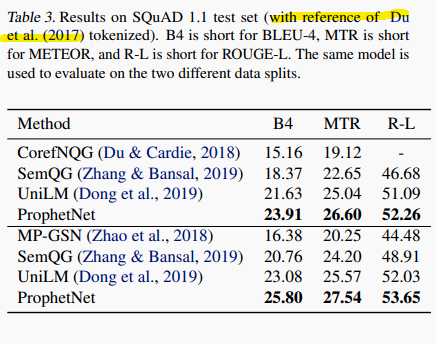 Table 3. Results on SQuAD 1.1 test set (with reference of Du
et al. (2017) tokenized). B4 is short for BLEU-4, MTR is short
for METEOR, and R-L is short for ROUGE-L. The same model is
used to evaluate on the two different data splits.
Method B4 MTR R-L
CorefNQG (Du & Cardie, 2018) 15.16 19.12 -
SemQG (Zhang & Bansal, 2019) 18.37 22.65 46.68
UniLM (Dong et al., 2019) 21.63 25.04 51.09
ProphetNet 23.91 26.60 52.26
MP-GSN (Zhao et al., 2018) 16.38 20.25 44.48
SemQG (Zhang & Bansal, 2019) 20.76 24.20 48.91
UniLM (Dong et al., 2019) 23.08 25.57 52.03
ProphetNet 25.80 27.54 53.65